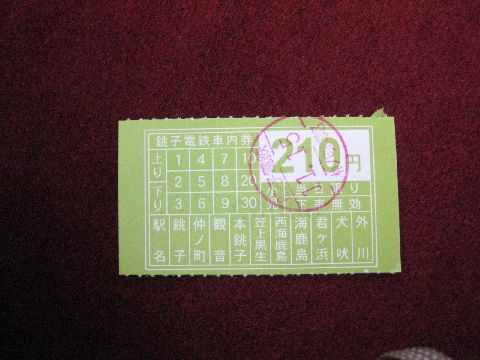 銚子電鉄車内券
210円
上り 1 4 7 10
2 5 8 20
下り 3 6 9 30
当日限り
下車無効
駅名 銚子 仲ノ町 観音 本銚子 笠上黒生 西海鹿島 海鹿島 君ヶ浜 犬吠 外川